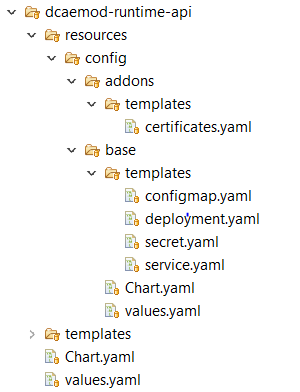 dcaemod-runtime-api
resources
config
addons
templates
certificates.yaml
base
templates
configmap.yaml
deployment.yaml
secret.yaml
service.yaml
Chart.yaml
values.yaml
templates
Chart.yaml
values.yaml